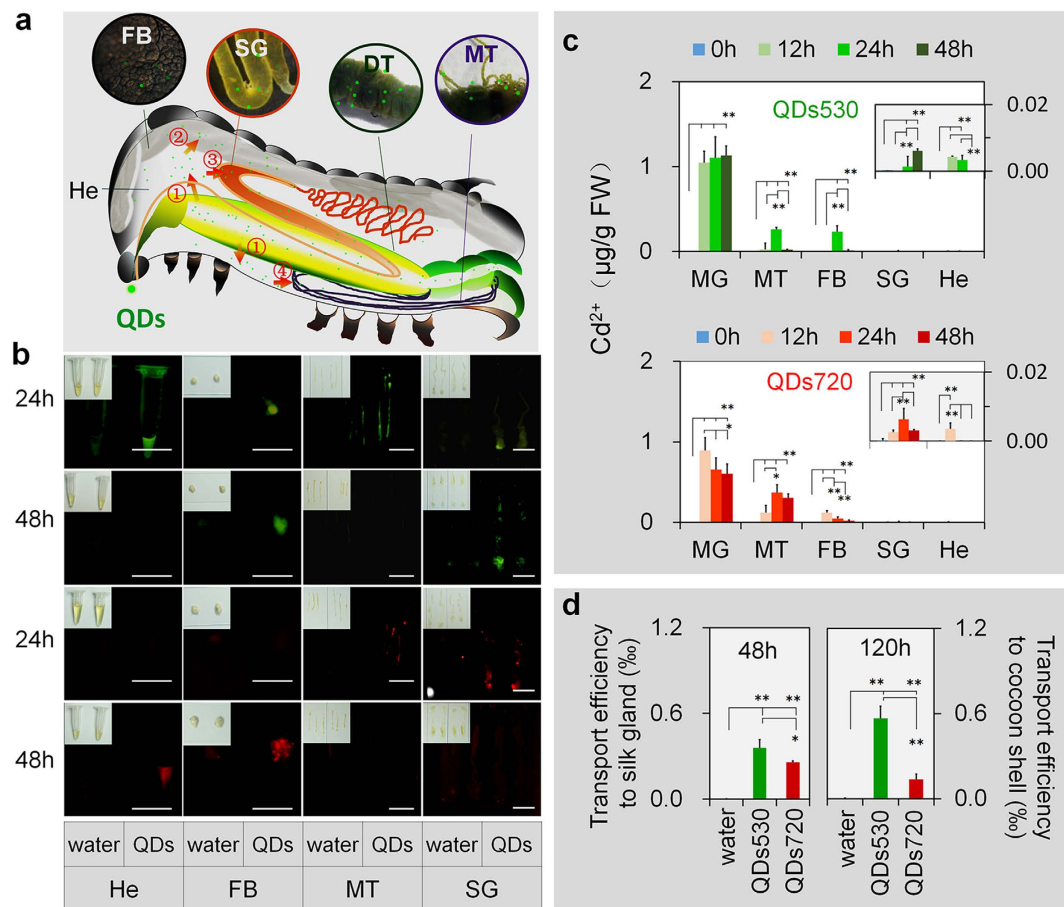 a
FB
SG
DT
MT
He
②
③
①
①
④
QDs
b
24h
48h
24h
48h
water QDs water QDs water QDs water QDs
He FB MT SG
c
0h 12h 24h 48h
QDs530
Cd2+ (μg/g FW)
2
1
0
0.02
0.01
0.00
** ** ** ** ** ** ** ** **
MG MT FB SG He
0h 12h 24h 48h
QDs720
2
1
0
0.02
0.01
0.00
** * ** * ** ** ** ** ** ** **
MG MT FB SG He
d
Transport efficiency
to silk gland (‰)
1.2
0.6
0.0
48h
** **
*
water QDs530 QDs720
120h
** **
**
water QDs530 QDs720
1.2
0.6
0.0
Transport efficiency
to cocoon shell (‰)